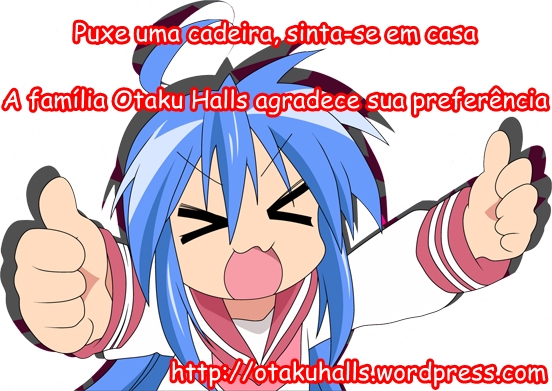 Puxe uma cadeira, sinta-se em casa
A família Otaku Halls agradece sua preferência
http://otakuhalls.wordpress.com